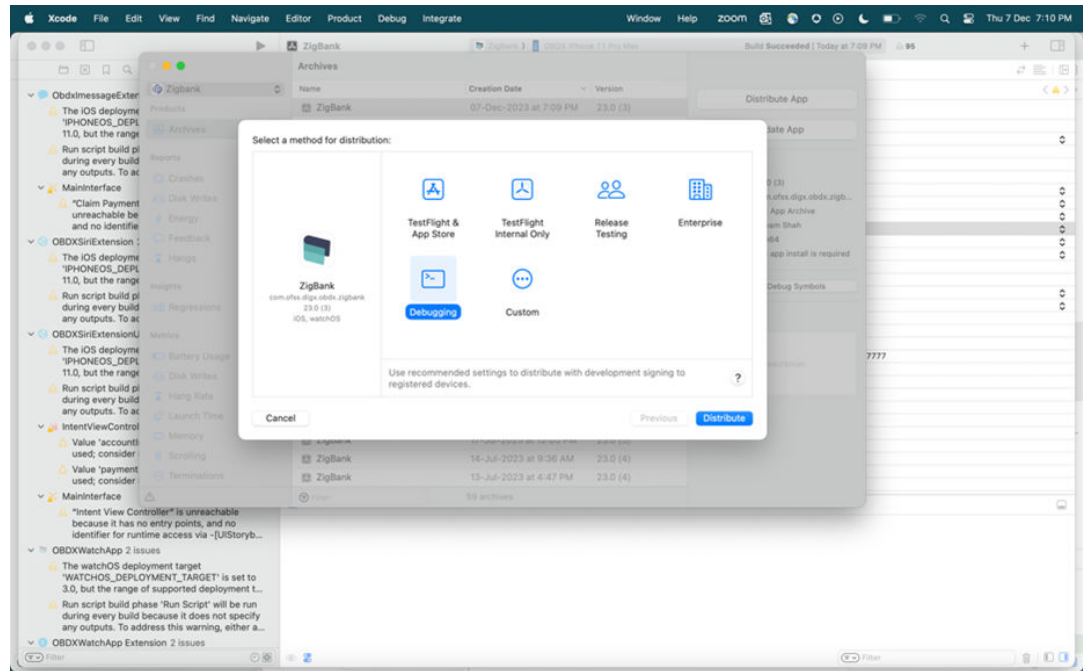 Xcode File Edit View Find Navigate Editor Product Debug Integrate Window Help zoom Thu 7 Dec 7:10 PM
ZigBank
Build Succeeded | Today at 7:09 PM 95
Archives
Zigbank
Name Creation Date Version
Products
ZigBank 07-Dec-2023 at 7:09 PM 23.0 (3)
Distribute App
Archives
date App
Reports
Crashes
Disk Writes
Energy
Feedback
Hangs
Insights
Regressions
Metrics
Battery Usage
Disk Writes
Hang Rate
Launch Time
Memory
Scrolling
Terminations
0 (3)
App Archive
am Shah
app install is required
Debug Symbols
7777
Select a method for distribution:
TestFlight &
App Store
TestFlight
Internal Only
Release
Testing
Enterprise
Debugging
Custom
ZigBank
com.ofss.digx.obdx.zigbank
23.0 (3)
iOS, watchOS
Use recommended settings to distribute with development signing to
registered devices.
?
Cancel Previous Distribute
ZigBank 14-Jul-2023 at 9:36 AM 23.0 (4)
ZigBank 13-Jul-2023 at 4:47 PM 23.0 (4)
59 archives
ObdxImessageExter
The iOS deployme
'IPHONEOS_DEPL
11.0, but the range
Run script build pl
during every build
any outputs. To ad
MainInterface
"Claim Payment
unreachable be
and no identifie
OBDXSiriExtension
The iOS deployme
'IPHONEOS_DEPL
11.0, but the range
Run script build pl
during every build
any outputs. To ad
OBDXSiriExtensionU
The iOS deployme
'IPHONEOS_DEPL
11.0, but the range
Run script build pl
during every build
any outputs. To ad
IntentViewControl
Value 'accounti
used; consider
Value 'payment
used; consider
MainInterface
"Intent View Controller" is unreachable
because it has no entry points, and no
identifier for runtime access via -[UIStoryb...
OBDXWatchApp 2 issues
The watchOS deployment target
'WATCHOS_DEPLOYMENT_TARGET' is set to
3.0, but the range of supported deployment t...
Run script build phase 'Run Script' will be run
during every build because it does not specify
any outputs. To address this warning, either a...
OBDXWatchApp Extension 2 issues
Filter
Filter